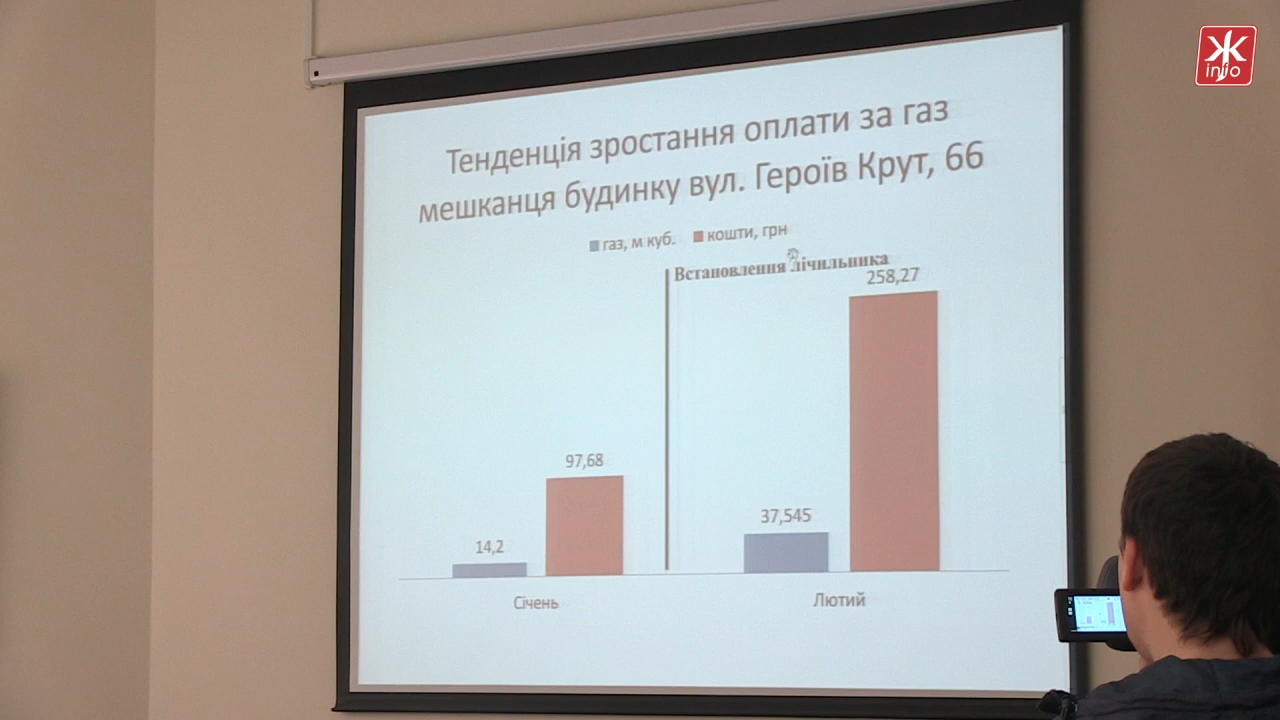 Ж
info
Тенденція зростання оплати за газ
мешканця будинку вул. Героїв Крут, 66
газ, м куб. кошти, грн
Встановлення лічильника
258,27
97,68
37,545
14,2
Січень Лютий